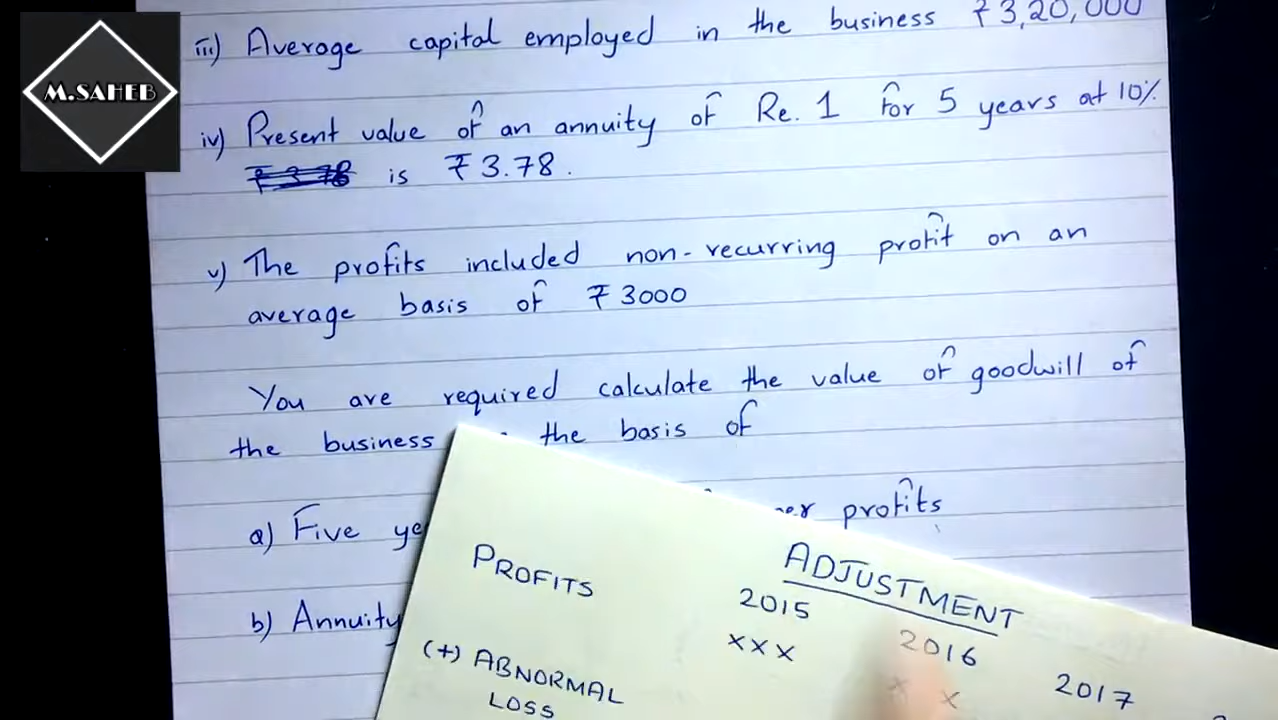 M.SAHEB
iii) Average capital employed in the business ₹3,20,000
iv) Present value of an annuity of Re. 1 for 5 years at 10%
₹3.78 is ₹3.78.
v) The profits included non-recurring profit on an
average basis of ₹3000
You are required calculate the value of goodwill of
the business the basis of
a) Five profits
b) Annuity
ADJUSTMENT
PROFITS 2015 2016 2017
xxx x x
(+) ABNORMAL
LOSS